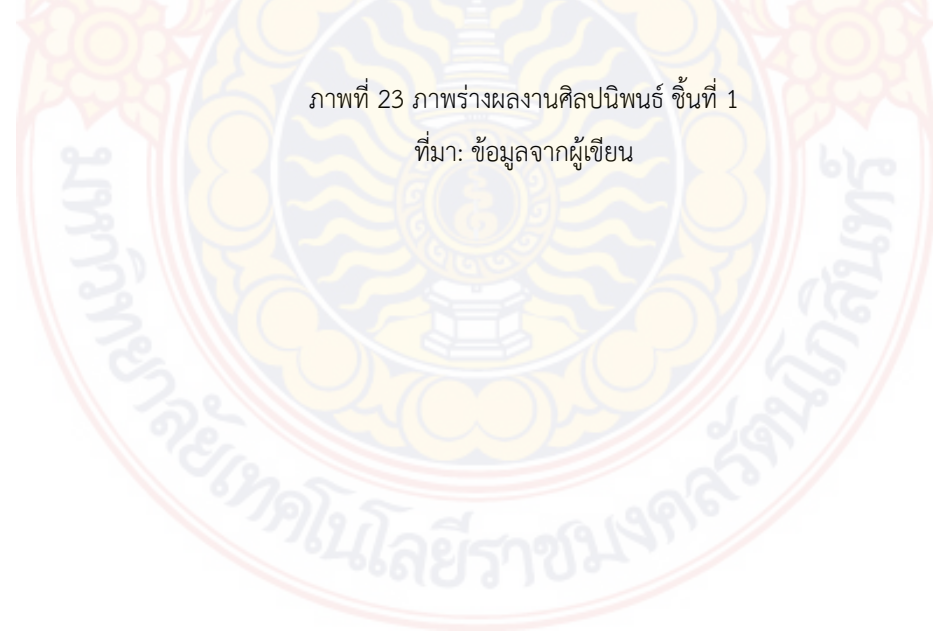 ภาพที่ 23 ภาพร่างผลงานศิลปนิพนธ์ ชิ้นที่ 1
ที่มา: ข้อมูลจากผู้เขียน
มหาวิทยาลัยเทคโนโลยีราชมงคลรัตนโกสินทร์